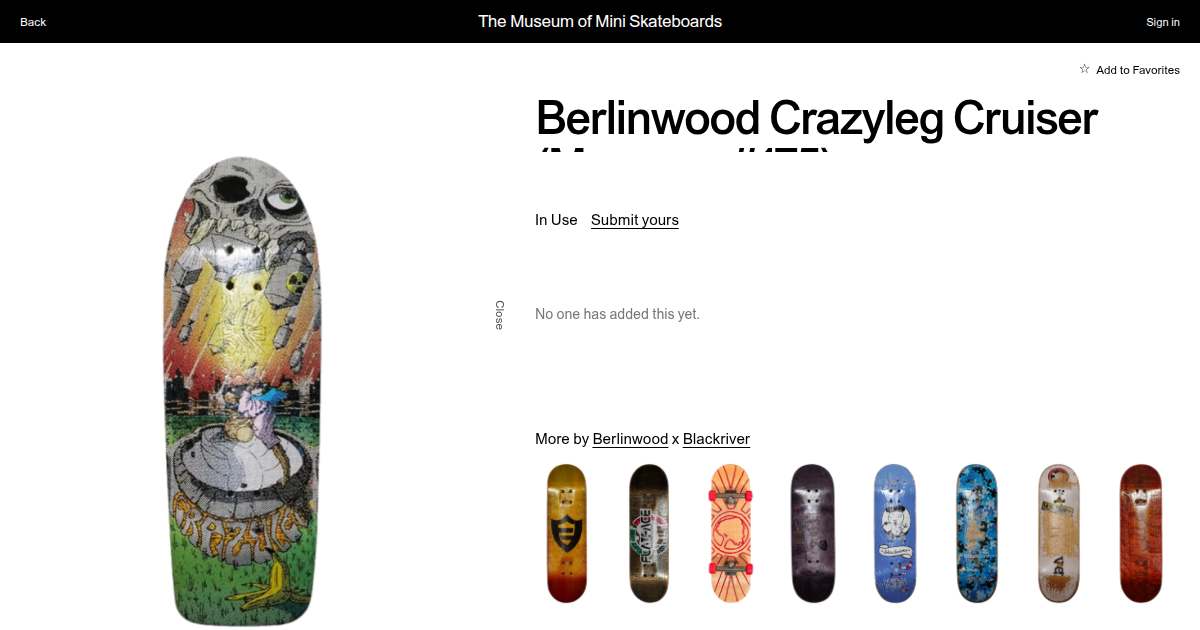 Back
The Museum of Mini Skateboards
Sign in
☆ Add to Favorites
Berlinwood Crazyleg Cruiser
In Use Submit yours
Close
No one has added this yet.
More by Berlinwood x Blackriver